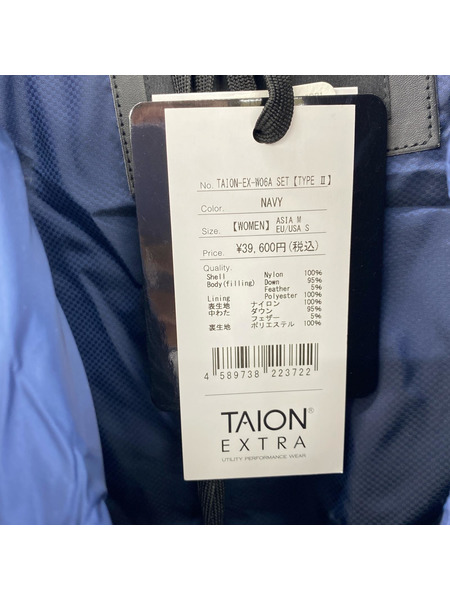 No. TAION-EX-W06A SET【TYPE Ⅱ】
Color. NAVY
Size. 【WOMEN】 ASIA M
EU/USA S
Price. ¥39,600円(税込)
Quality.
Shell Nylon 100%
Body(filling) Down 95%
Feather 5%
Lining Polyester 100%
表生地 ナイロン 100%
中わた ダウン 95%
フェザー 5%
裏生地 ポリエステル 100%
4 589738 223722
TAION®
EXTRA
UTILITY PERFORMANCE WEAR